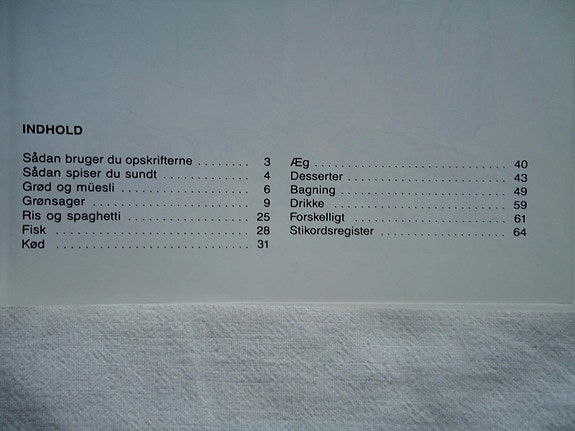 INDHOLD
Sådan bruger du opskrifterne ........ 3
Sådan spiser du sundt ............. 4
Grød og müesli ................... 6
Grønsager ........................ 9
Ris og spaghetti ................... 25
Fisk ............................. 28
Kød ............................. 31
Æg ............................. 40
Desserter ........................ 43
Bagning ......................... 49
Drikke .......................... 59
Forskelligt ....................... 61
Stikordsregister ................... 64